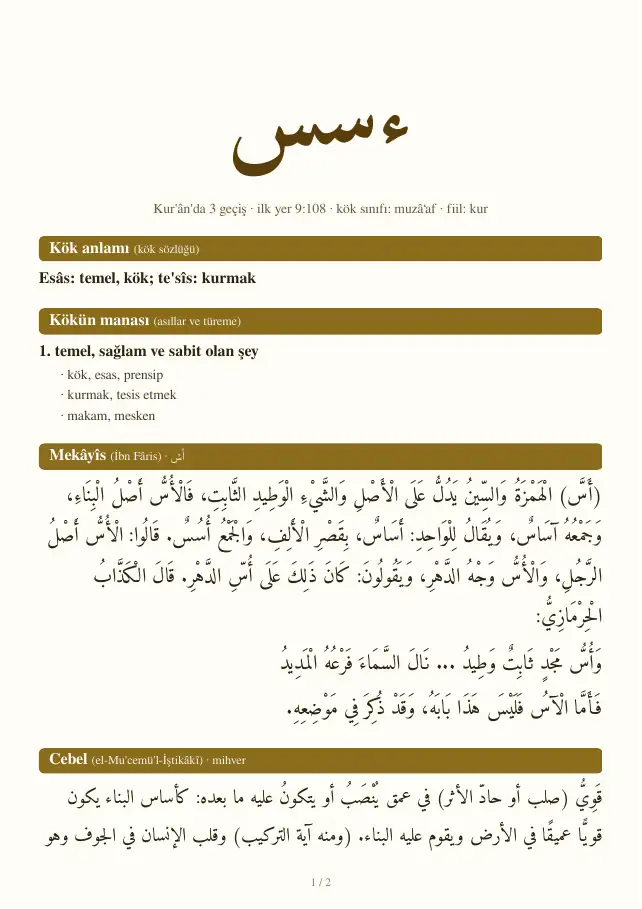 ءسس
Kur'ân'da 3 geçiş · ilk yer 9:108 · kök sınıfı: muzâ'af · fiil: kur
Kök anlamı (kök sözlüğü)
Esâs: temel, kök; te'sîs: kurmak
Kökün manası (asıllar ve türeme)
1. temel, sağlam ve sabit olan şey
· kök, esas, prensip
· kurmak, tesis etmek
· makam, mesken
Mekâyîs (İbn Fâris) · أس
(أَسَّ) الْهَمْزَةُ وَالسِّينُ يَدُلُّ عَلَى الْأَصْلِ وَالشَّيْءِ الْوَطِيدِ الثَّابِتِ، فَالْأُسُّ أَصْلُ الْبِنَاءِ،
وَجَمْعُهُ آسَاسٌ، وَيُقَالُ لِلْوَاحِدِ: أَسَاسٌ، بِقَصْرِ الْأَلِفِ، وَالْجَمْعُ أُسُسٌ. قَالُوا: الْأُسُّ أَصْلُ
الرَّجُلِ، وَالْأُسُّ وَجْهُ الدَّهْرِ، وَيَقُولُونَ: كَانَ ذَلِكَ عَلَى أُسِّ الدَّهْرِ. قَالَ الْكَذَّابُ
الْحِرْمَازِيُّ:
وَأُسُّ مَجْدٍ ثَابِتٌ وَطِيدُ ... نَالَ السَّمَاءَ فَرْعُهُ الْمَدِيدُ
فَأَمَّا الْآسُ فَلَيْسَ هَذَا بَابَهُ، وَقَدْ ذُكِرَ فِي مَوْضِعِهِ.
Cebel (el-Mu'cemü'l-İştikâkî) · mihver
قَوِيٌّ (صلب أو حادّ الأثر) في عمق يُنْصَبُ أو يتكونُ عليه ما بعده: كأساس البناء يكون
قويًّا عميقًا في الأرض ويقوم عليه البناء. (ومنه آية التركيب) وقلب الإنسان في الجوف وهو
1 / 2